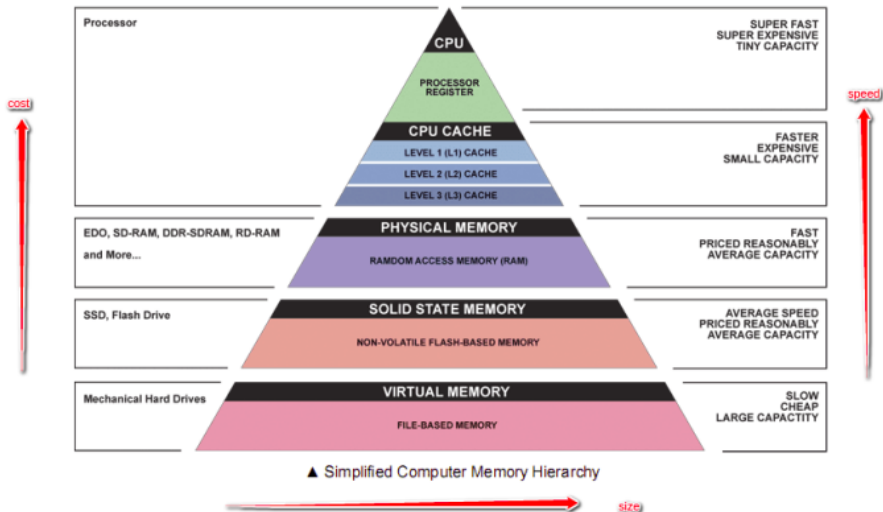 Processor
CPU
SUPER FAST
SUPER EXPENSIVE
TINY CAPACITY
PROCESSOR
REGISTER
cost
speed
CPU CACHE
LEVEL 1 (L1) CACHE
LEVEL 2 (L2) CACHE
LEVEL 3 (L3) CACHE
FASTER
EXPENSIVE
SMALL CAPACITY
EDO, SD-RAM, DDR-SDRAM, RD-RAM
and More...
PHYSICAL MEMORY
RAMDOM ACCESS MEMORY (RAM)
FAST
PRICED REASONABLY
AVERAGE CAPACITY
SSD, Flash Drive
SOLID STATE MEMORY
NON-VOLATILE FLASH-BASED MEMORY
AVERAGE SPEED
PRICED REASONABLY
AVERAGE CAPACITY
Mechanical Hard Drives
VIRTUAL MEMORY
FILE-BASED MEMORY
SLOW
CHEAP
LARGE CAPACTITY
▲ Simplified Computer Memory Hierarchy
size